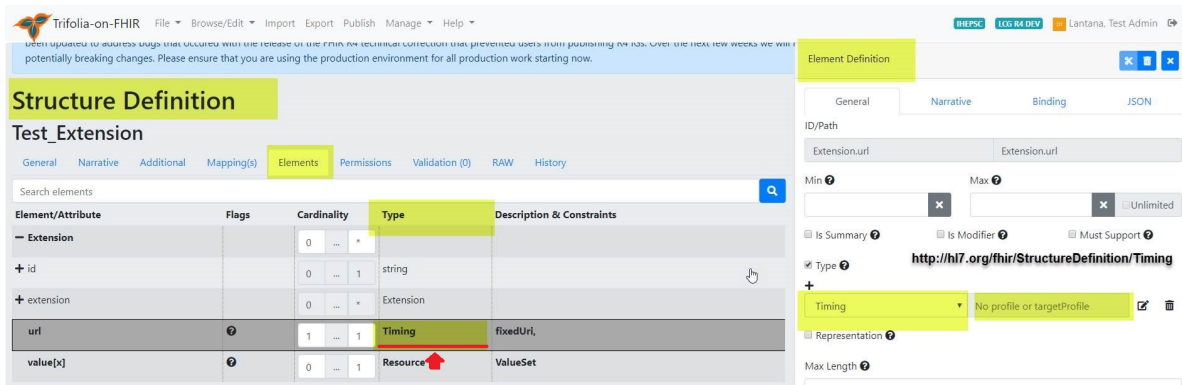 Trifolia-on-FHIR File Browse/Edit Import Export Publish Manage Help IHEPSC LCG R4 DEV Lantana, Test Admin
been updated to address bugs that occured with the release of the FHIR R4 technical correction that prevented users from publishing R4 IGs. Over the next few weeks we will
potentially breaking changes. Please ensure that you are using the production environment for all production work starting now.
Structure Definition
Test_Extension
General Narrative Additional Mapping(s) Elements Permissions Validation (0) RAW History
Search elements
Element/Attribute Flags Cardinality Type Description & Constraints
Extension 0 ... *
id 0 ... 1 string
extension 0 ... * Extension
url 1 ... 1 Timing fixedUri,
value[x] 0 ... 1 Resource ValueSet
Element Definition
General Narrative Binding JSON
ID/Path
Extension.url Extension.url
Min Max
Unlimited
Is Summary Is Modifier Must Support
Type http://hl7.org/fhir/StructureDefinition/Timing
Timing No profile or targetProfile
Representation
Max Length